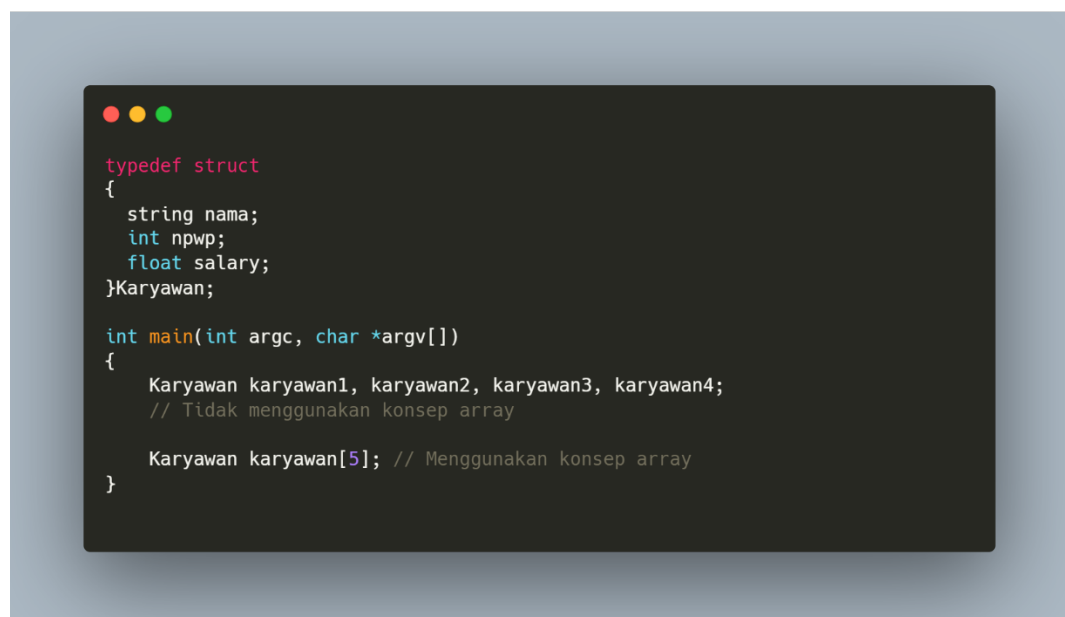 typedef struct
{
  string nama;
  int npwp;
  float salary;
}Karyawan;
int main(int argc, char *argv[])
{
    Karyawan karyawan1, karyawan2, karyawan3, karyawan4;
    // Tidak menggunakan konsep array
    Karyawan karyawan[5]; // Menggunakan konsep array
}